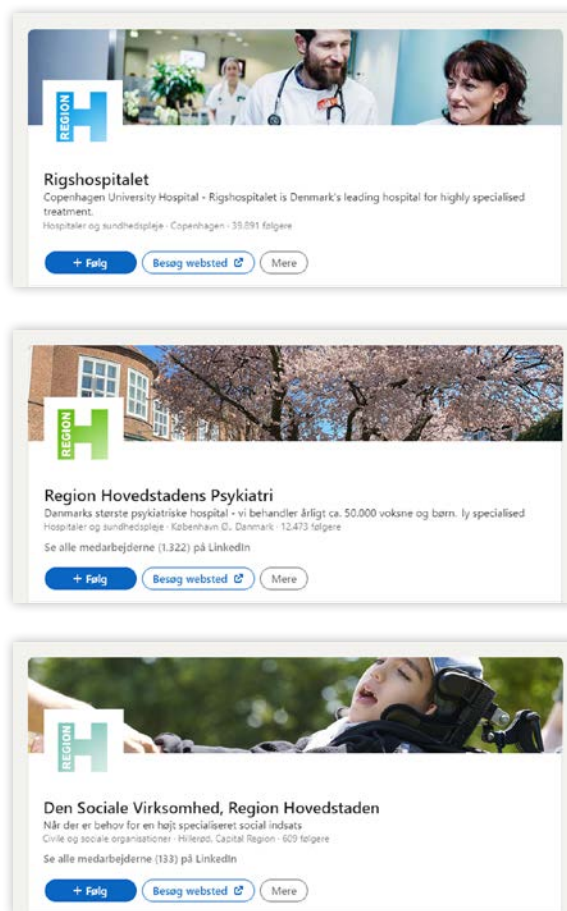 REGION
H
Rigshospitalet
Copenhagen University Hospital - Rigshospitalet is Denmark's leading hospital for highly specialised
treatment.
Hospitaler og sundhedspleje · Copenhagen · 39.891 følgere
+ Følg Besøg websted Mere
REGION
H
Region Hovedstadens Psykiatri
Danmarks største psykiatriske hospital - vi behandler årligt ca. 50.000 voksne og børn. ly specialised
Hospitaler og sundhedspleje · København Ø., Danmark · 12.473 følgere
Se alle medarbejderne (1.322) på LinkedIn
+ Følg Besøg websted Mere
REGION
H
Den Sociale Virksomhed, Region Hovedstaden
Når der er behov for en højt specialiseret social indsats
Civile og sociale organisationer · Hillerød, Capital Region · 609 følgere
Se alle medarbejderne (133) på LinkedIn
+ Følg Besøg websted Mere